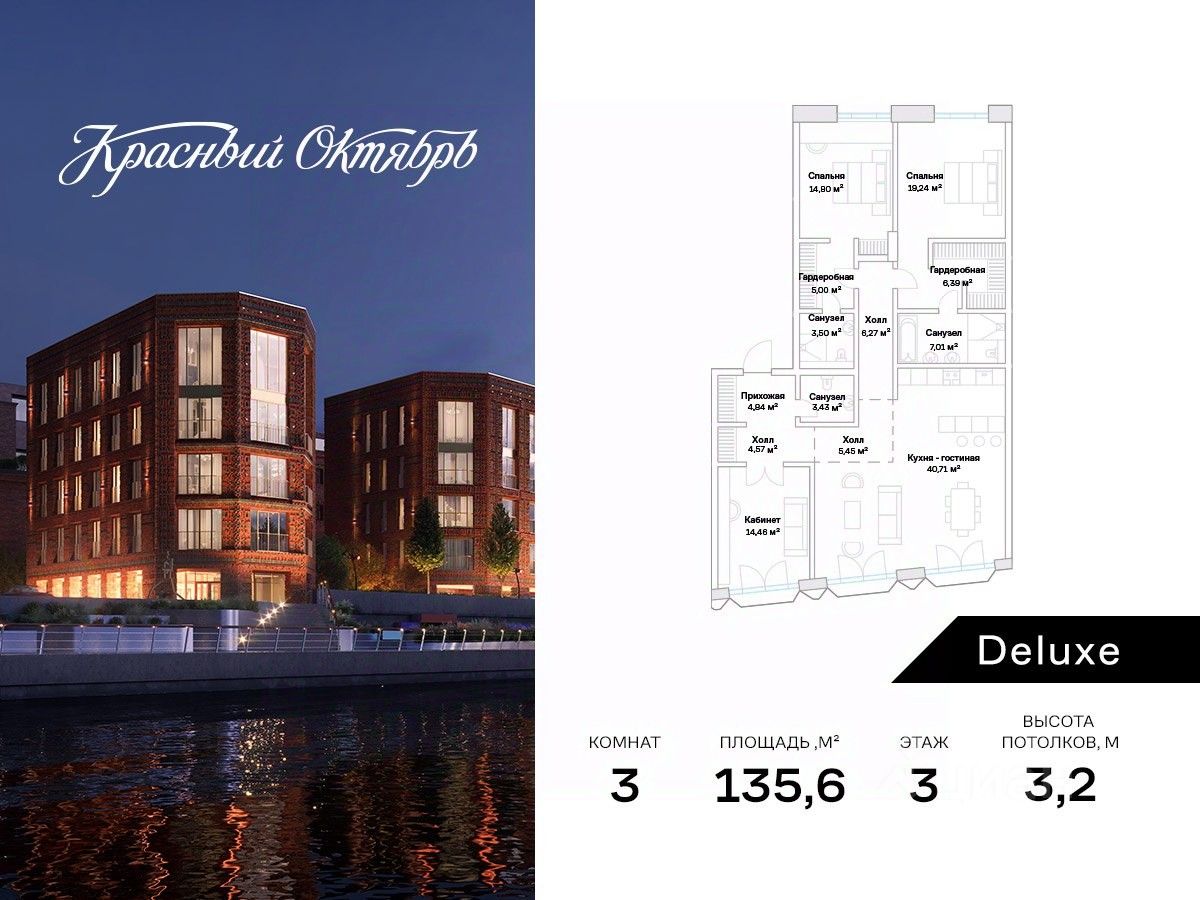 Красный Октябрь
Спальня
14,80 м²
Спальня
19,24 м²
Гардеробная
5,00 м²
Гардеробная
6,39 м²
Санузел
3,50 м²
Холл
6,27 м²
Санузел
7,01 м²
Прихожая
4,94 м²
Санузел
3,43 м²
Холл
4,57 м²
Холл
5,45 м²
Кухня - гостиная
40,71 м²
Кабинет
14,46 м²
Deluxe
КОМНАТ
3
ПЛОЩАДЬ ,М²
135,6
ЭТАЖ
3
ВЫСОТА
ПОТОЛКОВ, М
3,2